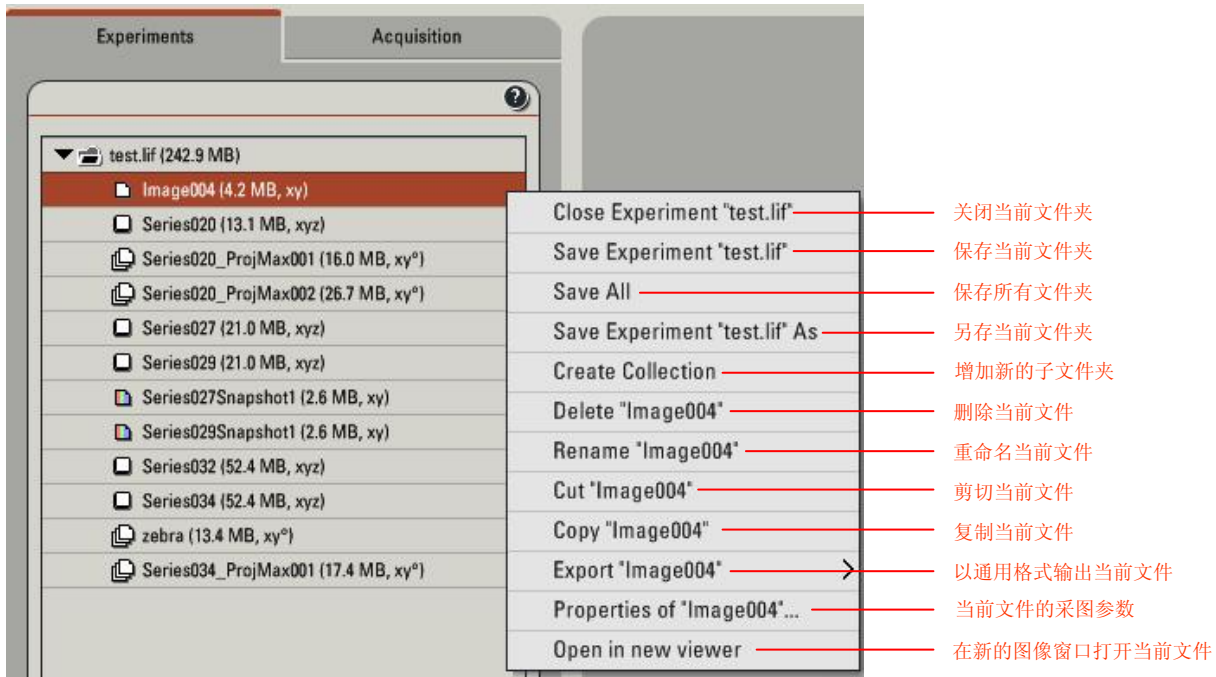 Experiments
Acquisition
?
test.lif (242.9 MB)
Image004 (4.2 MB, xy)
Series020 (13.1 MB, xyz)
Series020_ProjMax001 (16.0 MB, xy°)
Series020_ProjMax002 (26.7 MB, xy°)
Series027 (21.0 MB, xyz)
Series029 (21.0 MB, xyz)
Series027Snapshot1 (2.6 MB, xy)
Series029Snapshot1 (2.6 MB, xy)
Series032 (52.4 MB, xyz)
Series034 (52.4 MB, xyz)
zebra (13.4 MB, xy°)
Series034_ProjMax001 (17.4 MB, xy°)
Close Experiment "test.lif" 关闭当前文件夹
Save Experiment "test.lif" 保存当前文件夹
Save All 保存所有文件夹
Save Experiment "test.lif" As 另存当前文件夹
Create Collection 增加新的子文件夹
Delete "Image004" 删除当前文件
Rename "Image004" 重命名当前文件
Cut "Image004" 剪切当前文件
Copy "Image004" 复制当前文件
Export "Image004" 以通用格式输出当前文件
Properties of "Image004"... 当前文件的采图参数
Open in new viewer 在新的图像窗口打开当前文件